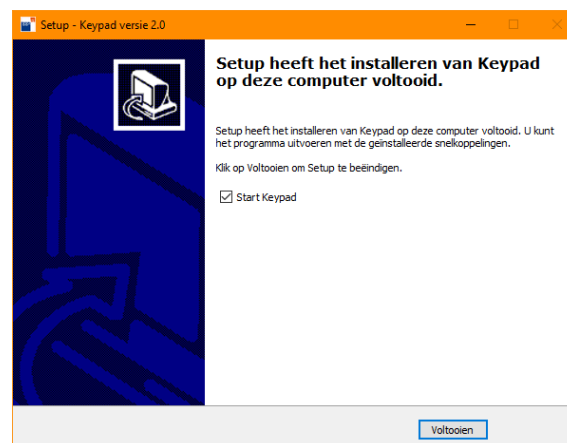 Setup - Keypad versie 2.0
Setup heeft het installeren van Keypad
op deze computer voltooid.
Setup heeft het installeren van Keypad op deze computer voltooid. U kunt
het programma uitvoeren met de geïnstalleerde snelkoppelingen.
Klik op Voltooien om Setup te beëindigen.
Start Keypad
Voltooien